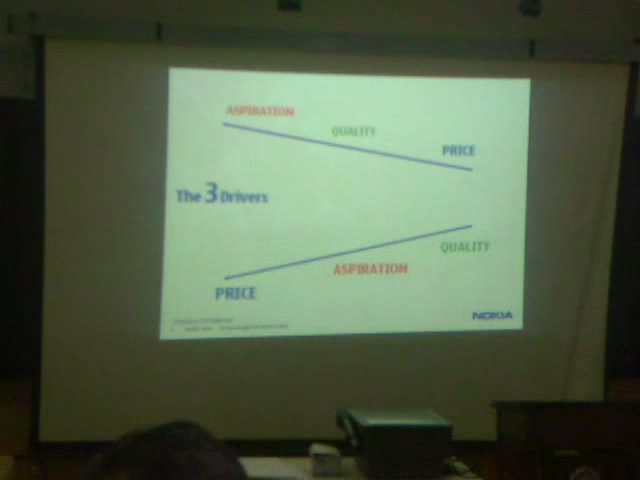 ASPIRATION
QUALITY
PRICE
The 3 Drivers
QUALITY
ASPIRATION
PRICE
NOKIA